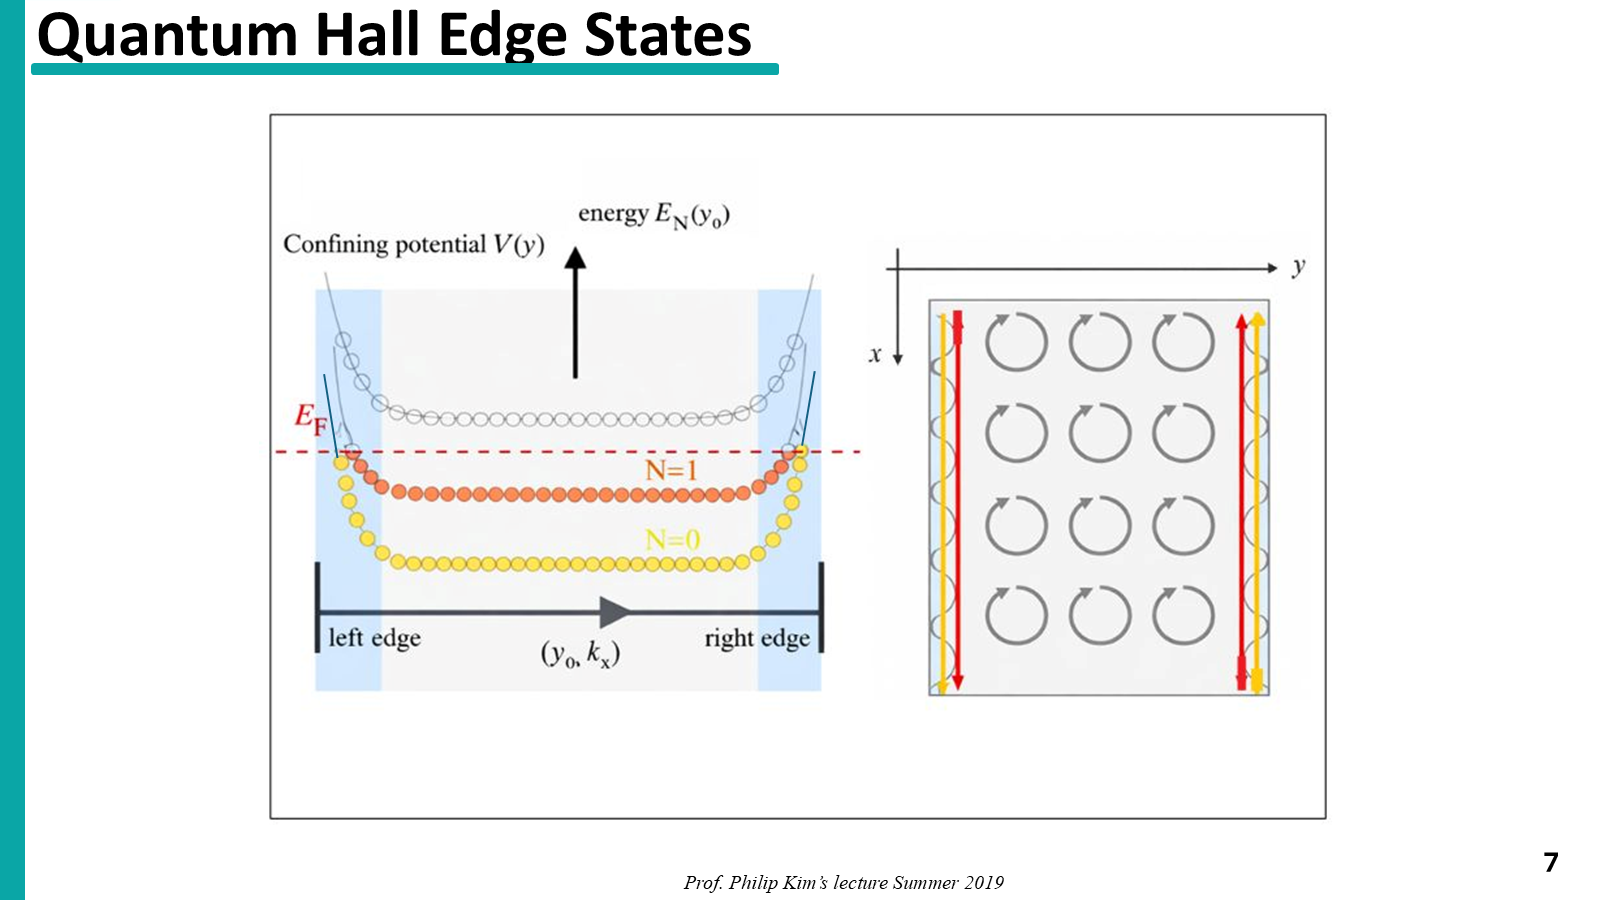 Quantum Hall Edge States
energy E_N(y_0)
Confining potential V(y)
y
x
E_F
N=1
N=0
left edge
right edge
(y_0, k_x)
7
Prof. Philip Kim's lecture Summer 2019